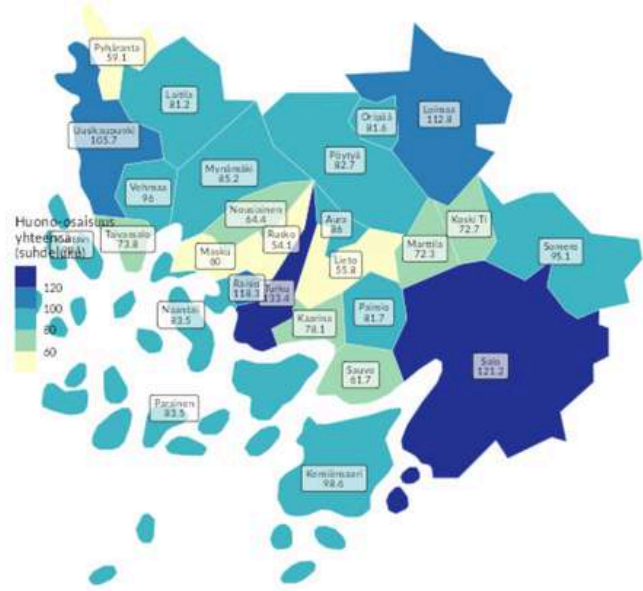 Pyhäranta
59.1
Laitila
81.2
Loimaa
112.8
Oripää
81.6
Uusikaupunki
105.7
Pöytyä
82.7
Mynämäki
85.2
Vehmaa
96
Nousiainen
64.4
Aura
86
Koski Tl
72.7
Rusko
54.1
Marttila
72.3
Somero
95.1
Taivassalo
73.8
Masku
60
Lieto
55.8
Huono-osaisuus
yhteensä
(suhdeluku)
120
100
80
60
Raisio
118.3
Turku
133.4
Paimio
81.7
Naantali
83.5
Kaarina
78.1
Salo
121.2
Sauvo
61.7
Parainen
83.5
Kemiönsaari
98.6